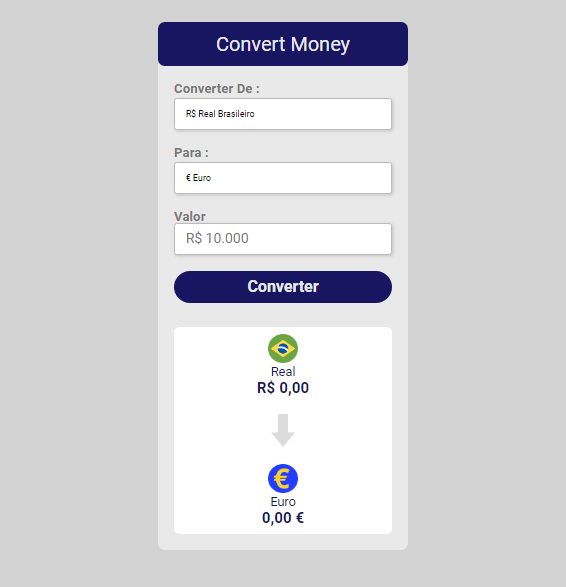 Convert Money
Converter De :
R$ Real Brasileiro
Para :
€ Euro
Valor
R$ 10.000
Converter
Real
R$ 0,00
€
Euro
0,00 €